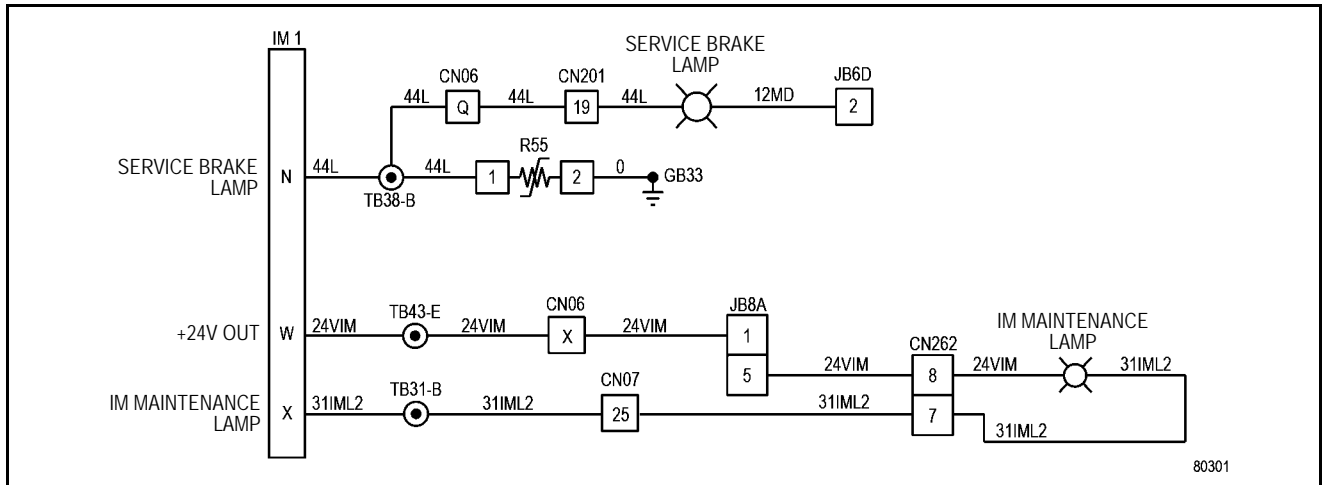 IM 1
SERVICE BRAKE
LAMP
CN06
CN201
JB6D
44L
Q
44L
19
44L
12MD
2
SERVICE BRAKE
LAMP
N
44L
TB38-B
44L
1
R55
2
0
GB33
+24V OUT
W
24VIM
TB43-E
24VIM
CN06
X
24VIM
JB8A
1
5
24VIM
CN262
8
24VIM
IM MAINTENANCE
LAMP
31IML2
IM MAINTENANCE
LAMP
X
31IML2
TB31-B
31IML2
CN07
25
31IML2
7
31IML2
80301